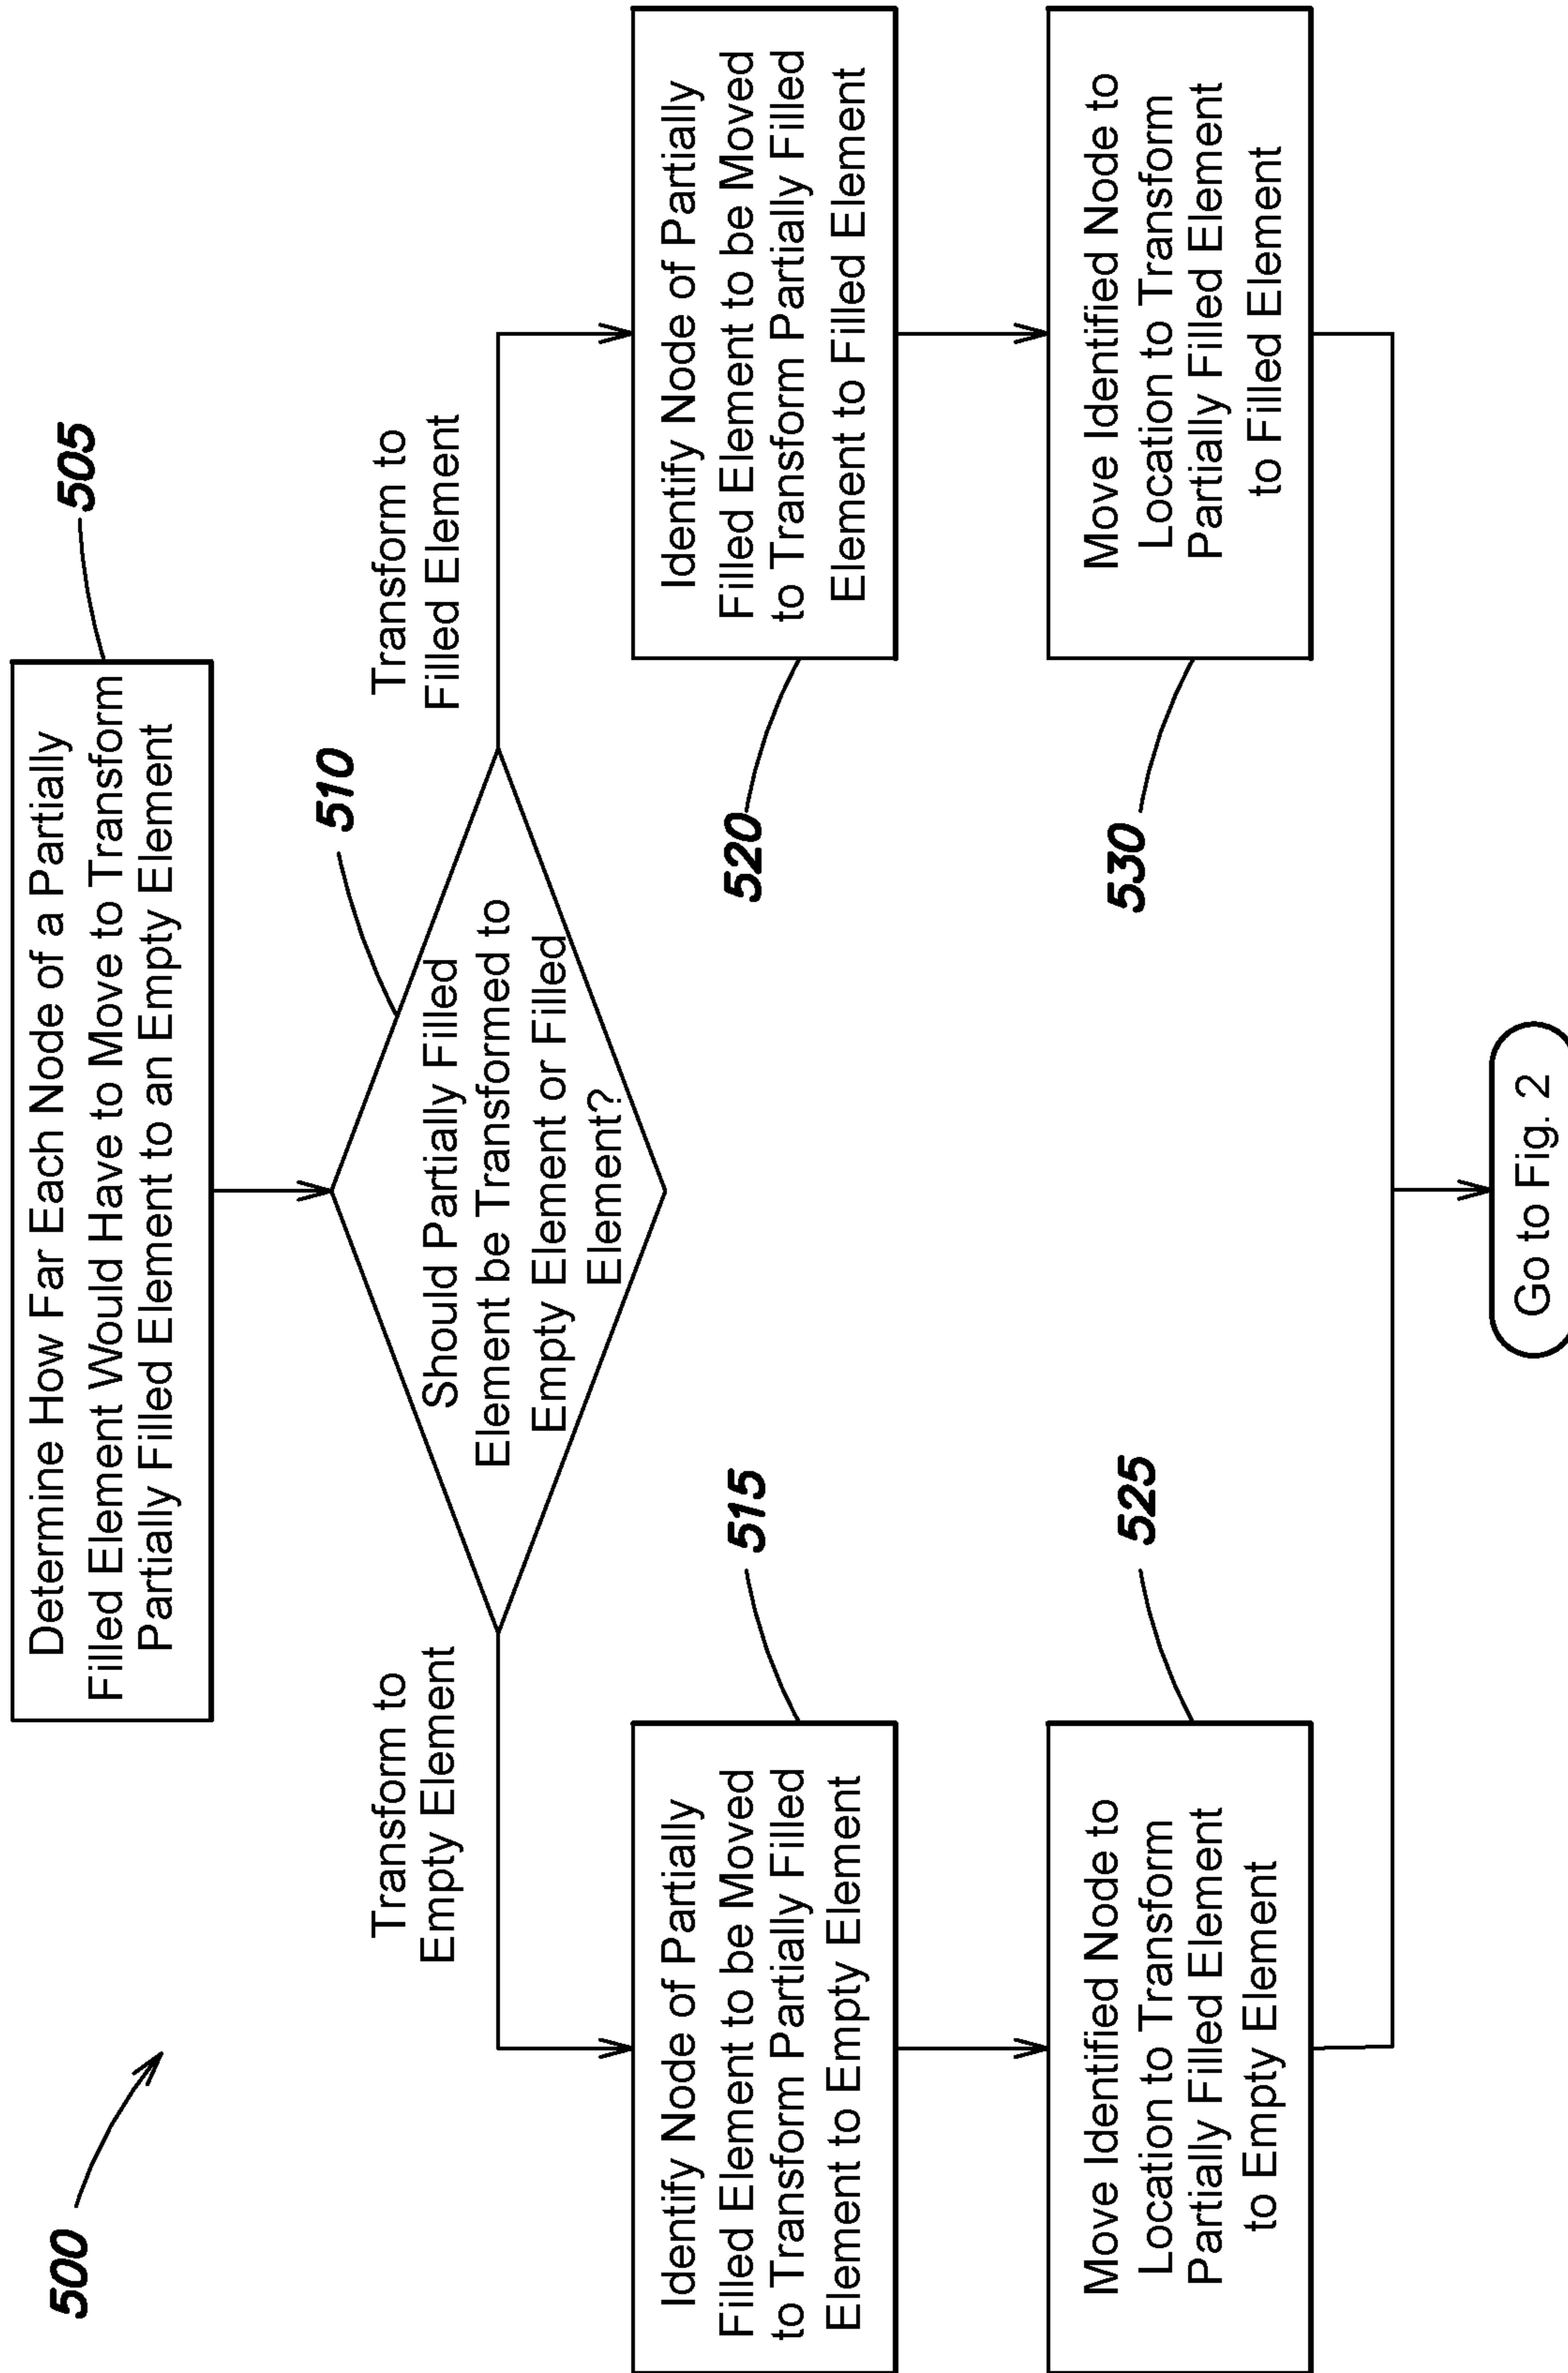 500
Determine How Far Each Node of a Partially
Filled Element Would Have to Move to Transform
Partially Filled Element to an Empty Element
505
510
Should Partially Filled
Element be Transformed to
Empty Element or Filled
Element?
Transform to
Empty Element
Transform to
Filled Element
Identify Node of Partially
Filled Element to be Moved
to Transform Partially Filled
Element to Empty Element
515
Identify Node of Partially
Filled Element to be Moved
to Transform Partially Filled
Element to Filled Element
520
Move Identified Node to
Location to Transform
Partially Filled Element
to Empty Element
525
Move Identified Node to
Location to Transform
Partially Filled Element
to Filled Element
530
Go to Fig. 2